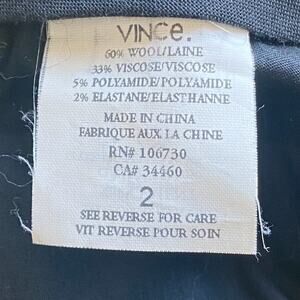 VINCE.
60% WOOL/LAINE
33% VISCOSE/VISCOSE
5% POLYAMIDE/POLYAMIDE
2% ELASTANE/ELASTHANNE
MADE IN CHINA
FABRIQUE AUX LA CHINE
RN# 106730
CA# 34460
2
SEE REVERSE FOR CARE
VIT REVERSE POUR SOIN